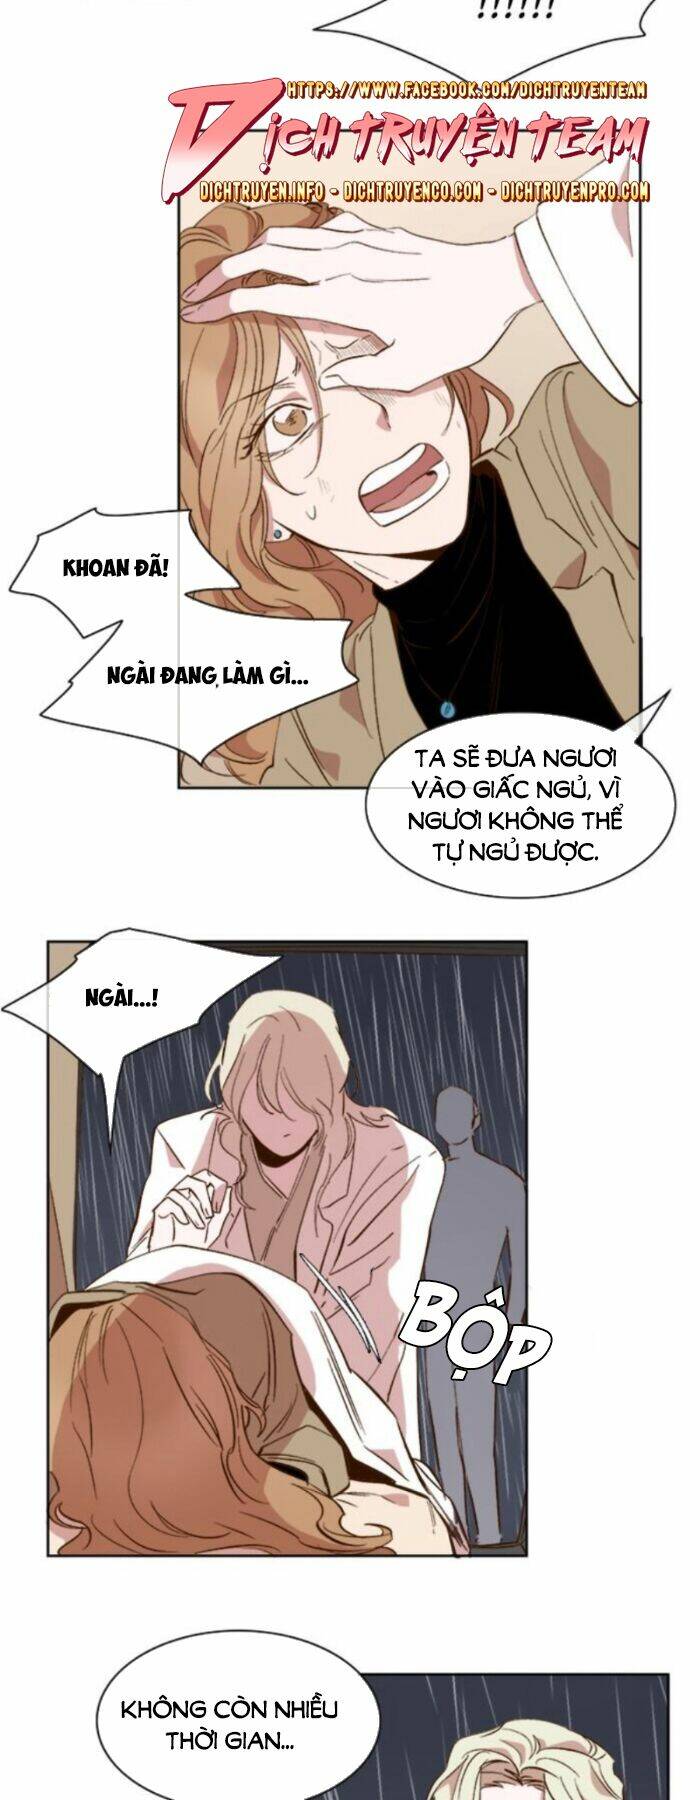 !!!!!!
HTTPS://WWW.FACEBOOK.COM/DICHTRUYENTEAM
DỊCH TRUYỆN TEAM
DICHTRUYEN.INFO - DICHTRUYENCO.COM - DICHTRUYENPRO.COM
KHOAN ĐÃ!
NGÀI ĐANG LÀM GÌ...
TA SẼ ĐƯA NGƯƠI
VÀO GIẤC NGỦ, VÌ
NGƯƠI KHÔNG THỂ
TỰ NGỦ ĐƯỢC.
NGÀI...!
BỘP
KHÔNG CÒN NHIỀU
THỜI GIAN...